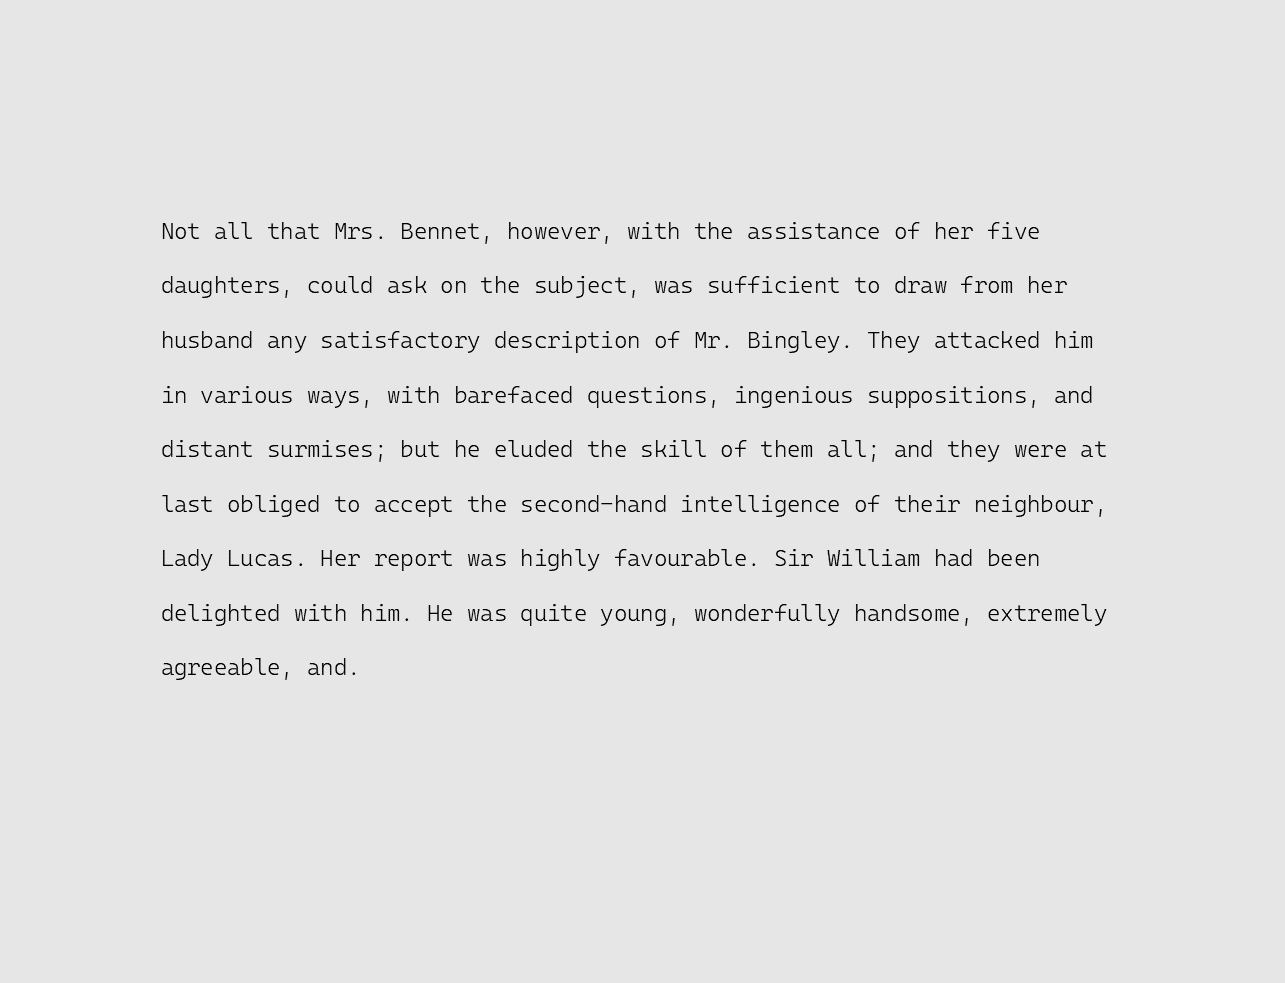 Not all that Mrs. Bennet, however, with the assistance of her five
daughters, could ask on the subject, was sufficient to draw from her
husband any satisfactory description of Mr. Bingley. They attacked him
in various ways, with barefaced questions, ingenious suppositions, and
distant surmises; but he eluded the skill of them all; and they were at
last obliged to accept the second-hand intelligence of their neighbour,
Lady Lucas. Her report was highly favourable. Sir William had been
delighted with him. He was quite young, wonderfully handsome, extremely
agreeable, and.